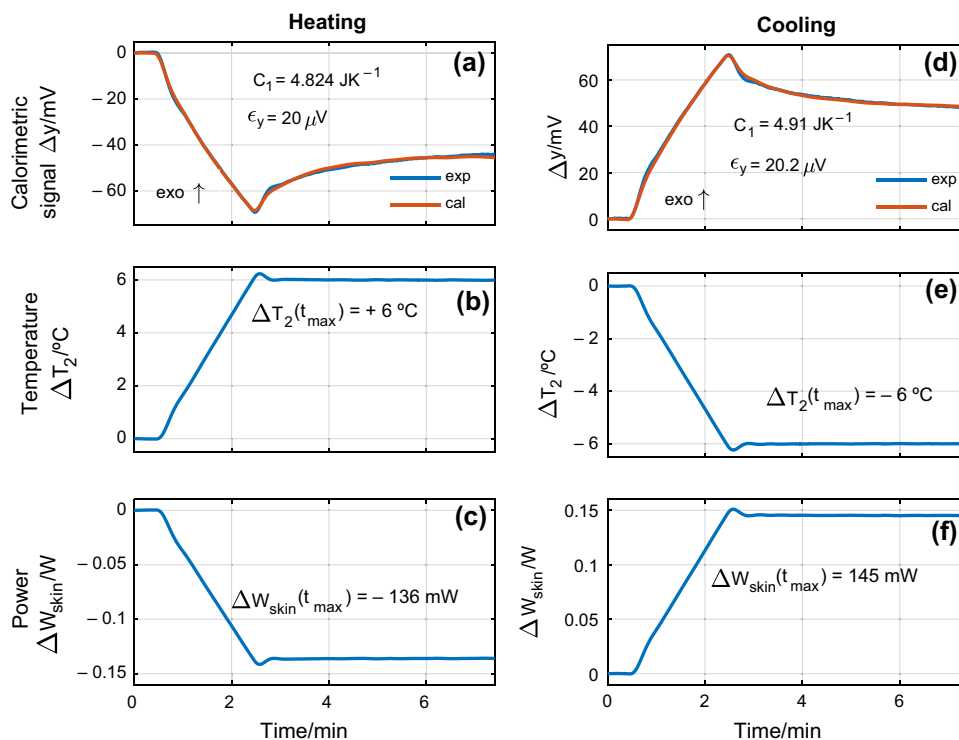 Heating
Cooling
Calorimetric
signal Δy/mV
0
− 20
− 40
− 60
(a)
C1 = 4.824 JK−1
ϵy = 20 μV
exo ↑
exp
cal
Δy/mV
60
40
20
0
(d)
C1 = 4.91 JK−1
ϵy = 20.2 μV
exo ↑
exp
cal
Temperature
ΔT2/ºC
6
4
2
0
(b)
ΔT2(tmax) = + 6 ºC
ΔT2/ºC
0
− 2
− 4
− 6
(e)
ΔT2(tmax) = − 6 ºC
Power
ΔWskin/W
0
− 0.05
− 0.1
− 0.15
(c)
ΔWskin(tmax) = − 136 mW
0 2 4 6
Time/min
ΔWskin/W
0.15
0.1
0.05
0
(f)
ΔWskin(tmax) = 145 mW
0 2 4 6
Time/min